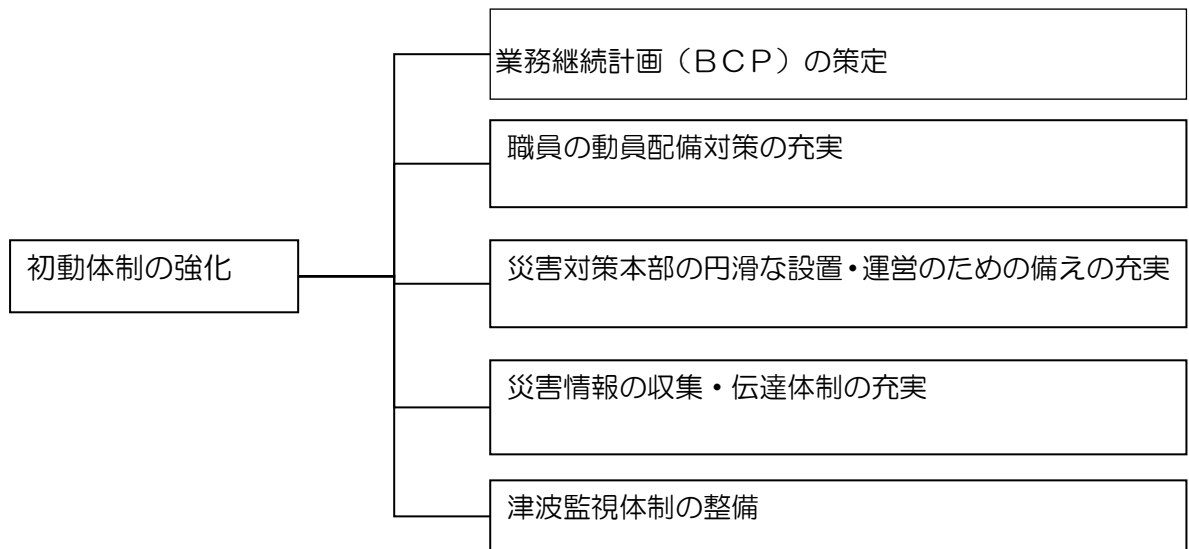 業務継続計画（ＢＣＰ）の策定
職員の動員配備対策の充実
初動体制の強化
災害対策本部の円滑な設置・運営のための備えの充実
災害情報の収集・伝達体制の充実
津波監視体制の整備